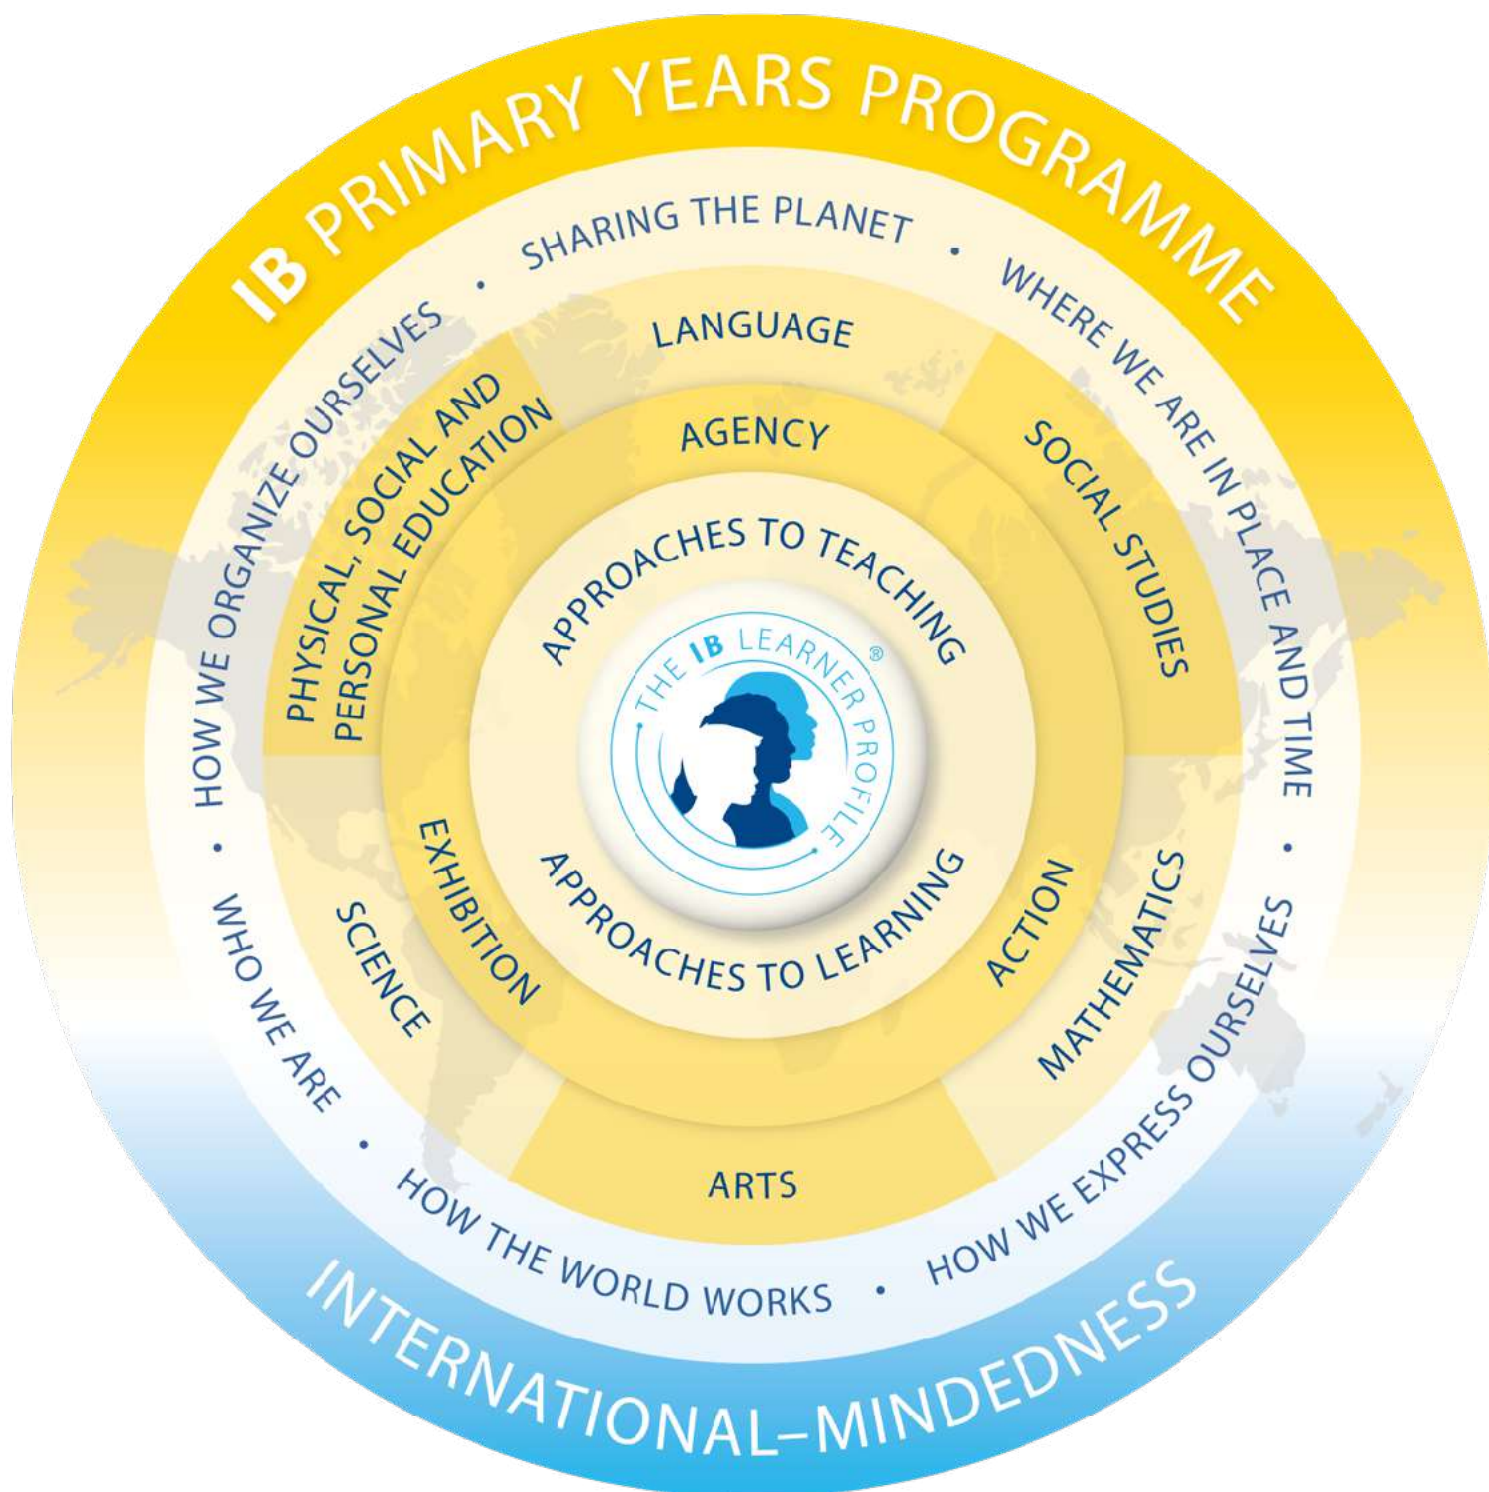 IB PRIMARY YEARS PROGRAMME
SHARING THE PLANET
•
WHERE WE ARE IN PLACE AND TIME
•
HOW WE EXPRESS OURSELVES
•
HOW THE WORLD WORKS
•
WHO WE ARE
•
HOW WE ORGANIZE OURSELVES
•
LANGUAGE
SOCIAL STUDIES
MATHEMATICS
ARTS
SCIENCE
PHYSICAL, SOCIAL AND
PERSONAL EDUCATION
AGENCY
ACTION
EXHIBITION
APPROACHES TO TEACHING
APPROACHES TO LEARNING
• THE IB LEARNER PROFILE •
®
INTERNATIONAL–MINDEDNESS